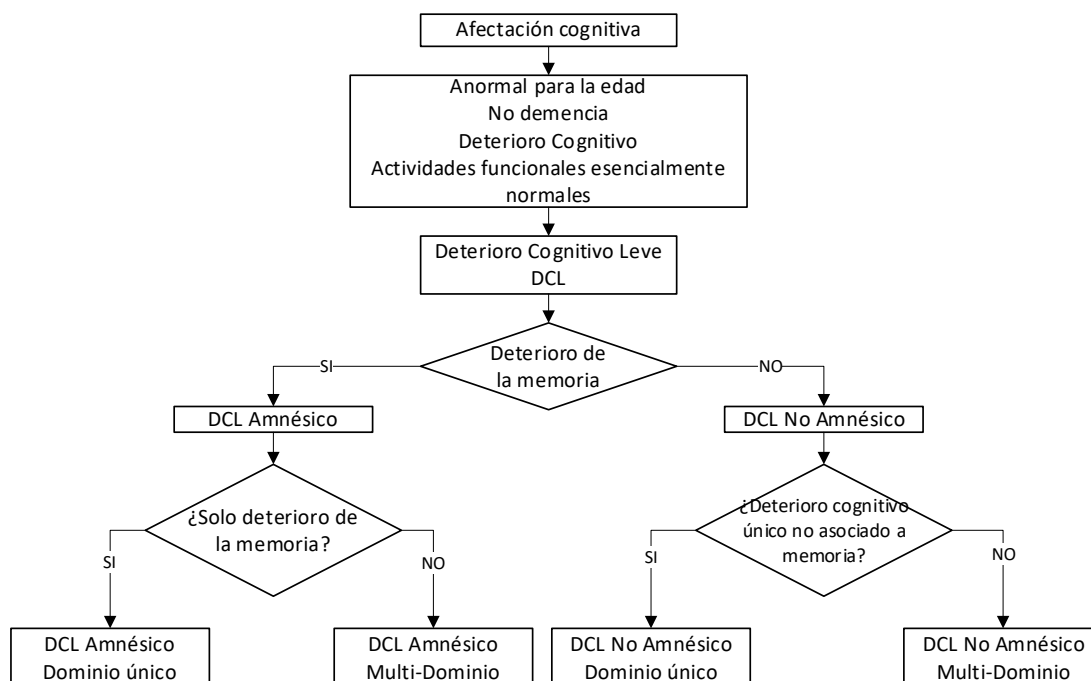 Afectación cognitiva
Anormal para la edad
No demencia
Deterioro Cognitivo
Actividades funcionales esencialmente
normales
Deterioro Cognitivo Leve
DCL
Deterioro de
la memoria
SI
NO
DCL Amnésico
DCL No Amnésico
¿Solo deterioro de
la memoria?
¿Deterioro cognitivo
único no asociado a
memoria?
SI
NO
SI
NO
DCL Amnésico
Dominio único
DCL Amnésico
Multi-Dominio
DCL No Amnésico
Dominio único
DCL No Amnésico
Multi-Dominio